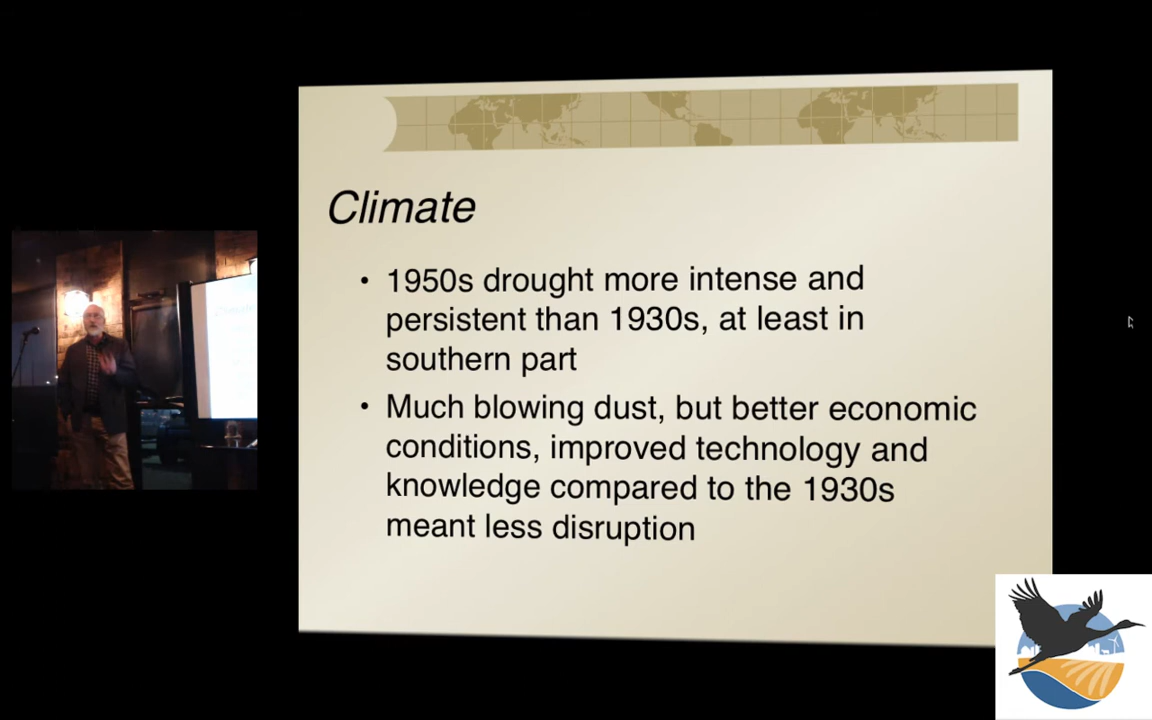 Climate
• 1950s drought more intense and
persistent than 1930s, at least in
southern part
• Much blowing dust, but better economic
conditions, improved technology and
knowledge compared to the 1930s
meant less disruption